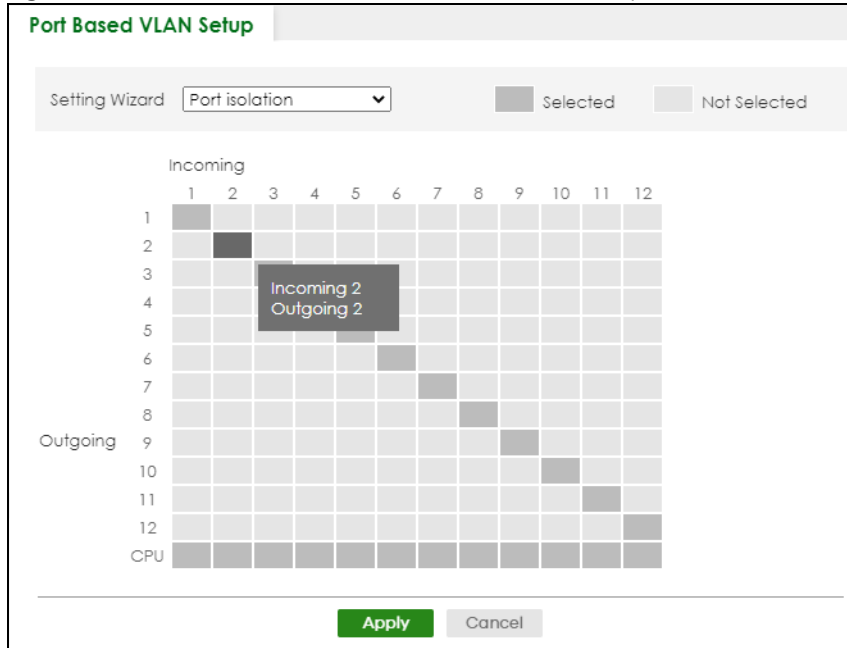 Port Based VLAN Setup
Setting Wizard Port isolation Selected Not Selected
Incoming
1 2 3 4 5 6 7 8 9 10 11 12
1
2
3
Incoming 2
4
Outgoing 2
5
6
7
8
Outgoing 9
10
11
12
CPU
Apply Cancel